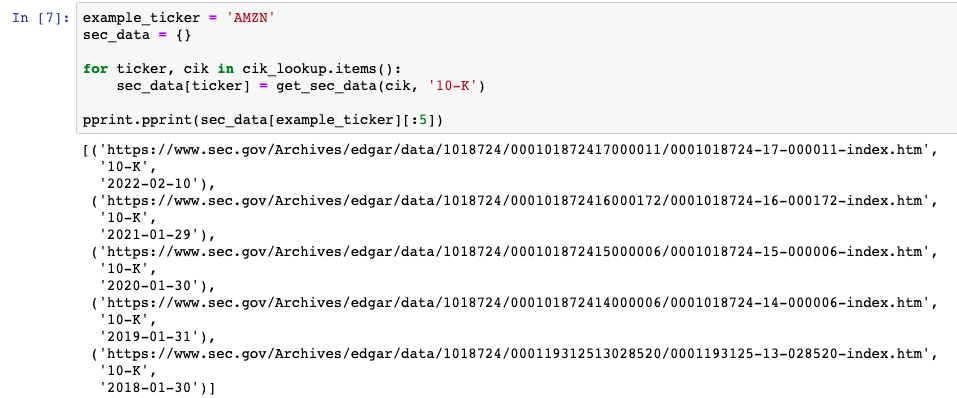 In [7]: example_ticker = 'AMZN'
sec_data = {}
for ticker, cik in cik_lookup.items():
    sec_data[ticker] = get_sec_data(cik, '10-K')
pprint.pprint(sec_data[example_ticker][:5])
[('https://www.sec.gov/Archives/edgar/data/1018724/000101872417000011/0001018724-17-000011-index.htm',
  '10-K',
  '2022-02-10'),
 ('https://www.sec.gov/Archives/edgar/data/1018724/000101872416000172/0001018724-16-000172-index.htm',
  '10-K',
  '2021-01-29'),
 ('https://www.sec.gov/Archives/edgar/data/1018724/000101872415000006/0001018724-15-000006-index.htm',
  '10-K',
  '2020-01-30'),
 ('https://www.sec.gov/Archives/edgar/data/1018724/000101872414000006/0001018724-14-000006-index.htm',
  '10-K',
  '2019-01-31'),
 ('https://www.sec.gov/Archives/edgar/data/1018724/000119312513028520/0001193125-13-028520-index.htm',
  '10-K',
  '2018-01-30')]